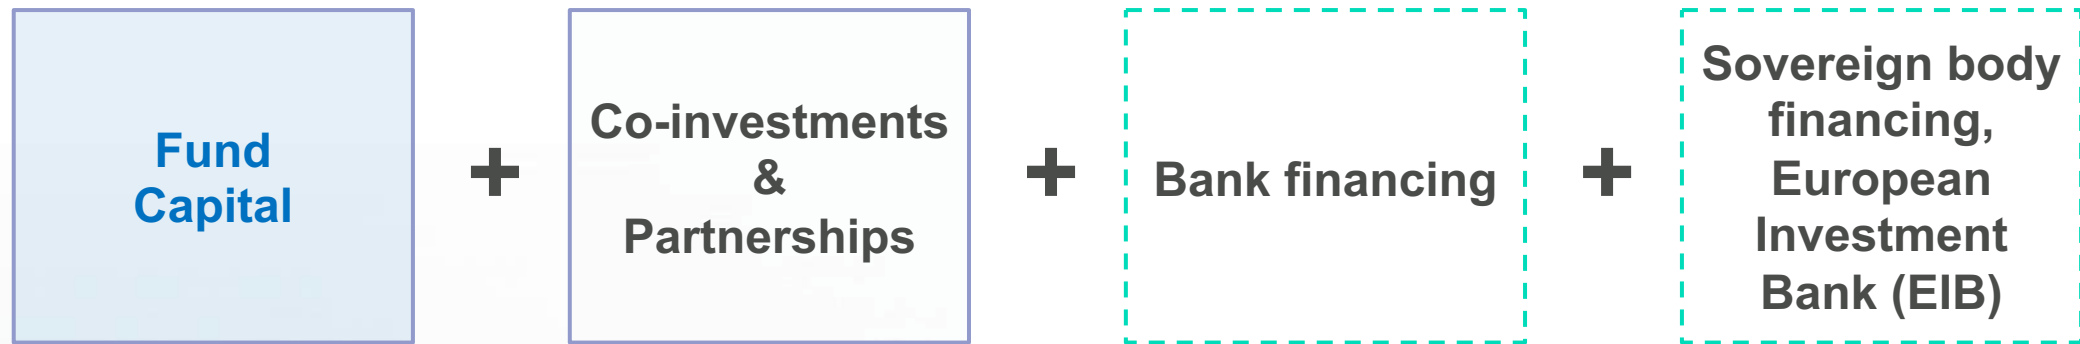 Fund
Capital
+
Co-investments
&
Partnerships
+
Bank financing
+
Sovereign body
financing,
European
Investment
Bank (EIB)